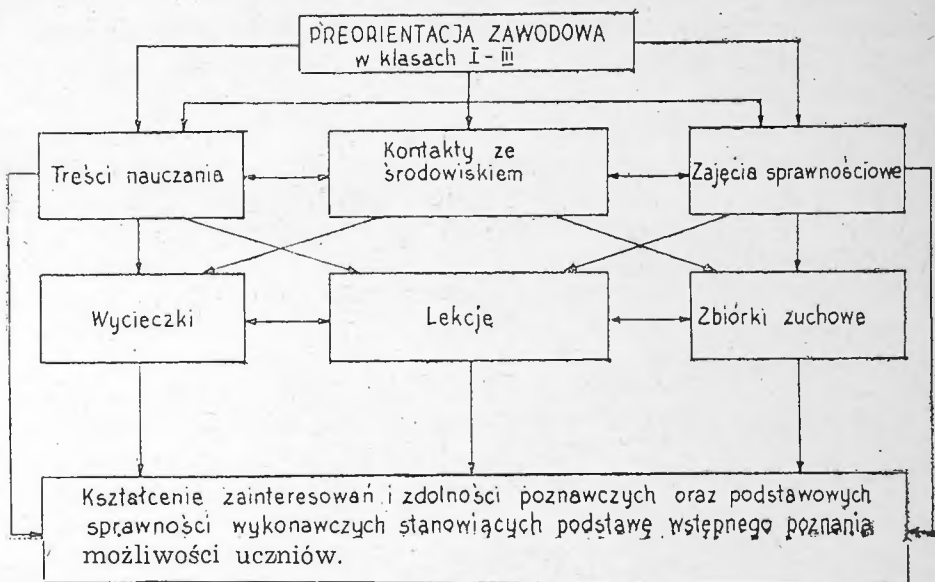 PREORIENTACJA ZAWODOWA
w klasach I-III
Treści nauczania
Kontakty ze
środowiskiem
Zajęcia sprawnościowe
Wycieczki
Lekcję
Zbiórki zuchowe
Kształcenie zainteresowań i zdolności poznawczych oraz podstawowych
sprawności wykonawczych stanowiących podstawę wstępnego poznania
możliwości uczniów.